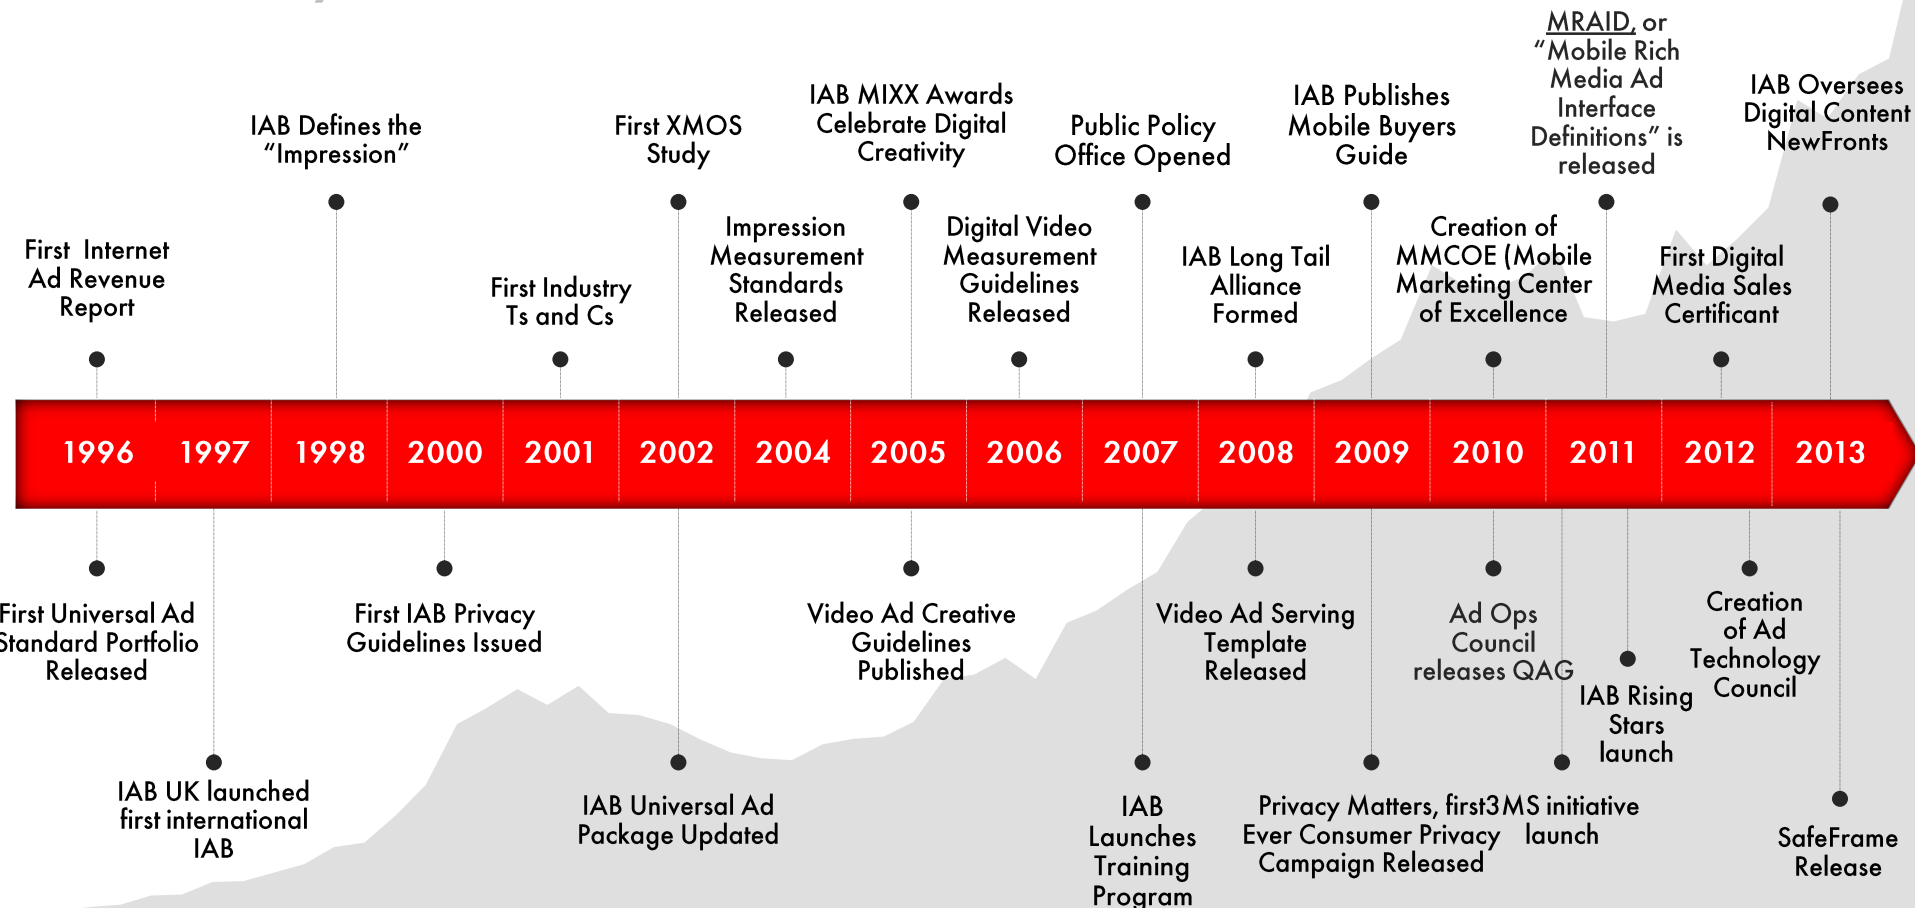 MRAID, or
“Mobile Rich
Media Ad
Interface
Definitions” is
released
IAB Defines the
“Impression”
First XMOS
Study
IAB MIXX Awards
Celebrate Digital
Creativity
Public Policy
Office Opened
IAB Publishes
Mobile Buyers
Guide
IAB Oversees
Digital Content
NewFronts
First Internet
Ad Revenue
Report
First Industry
Ts and Cs
Impression
Measurement
Standards
Released
Digital Video
Measurement
Guidelines
Released
IAB Long Tail
Alliance
Formed
Creation of
MMCOE (Mobile
Marketing Center
of Excellence
First Digital
Media Sales
Certificant
1996 1997 1998 2000 2001 2002 2004 2005 2006 2007 2008 2009 2010 2011 2012 2013
First Universal Ad
Standard Portfolio
Released
First IAB Privacy
Guidelines Issued
Video Ad Creative
Guidelines
Published
Video Ad Serving
Template
Released
Ad Ops
Council
releases QAG
IAB Rising
Stars
launch
Creation
of Ad
Technology
Council
IAB UK launched
first international
IAB
IAB Universal Ad
Package Updated
IAB
Launches
Training
Program
Privacy Matters, first
Ever Consumer Privacy
Campaign Released
3MS initiative
launch
SafeFrame
Release